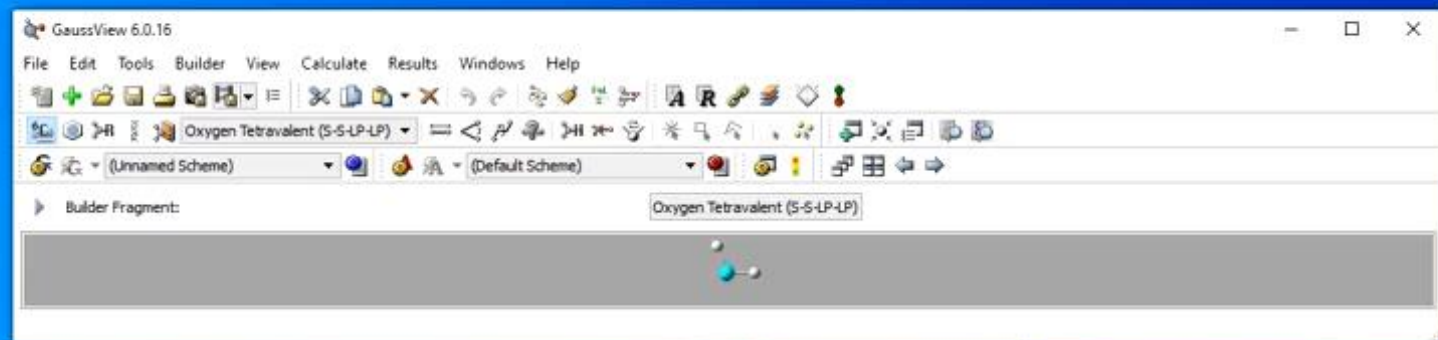 GaussView 6.0.16
File Edit Tools Builder View Calculate Results Windows Help
Oxygen Tetravalent (S-S-LP-LP)
(Unnamed Scheme) (Default Scheme)
Builder Fragment: Oxygen Tetravalent (S-S-LP-LP)